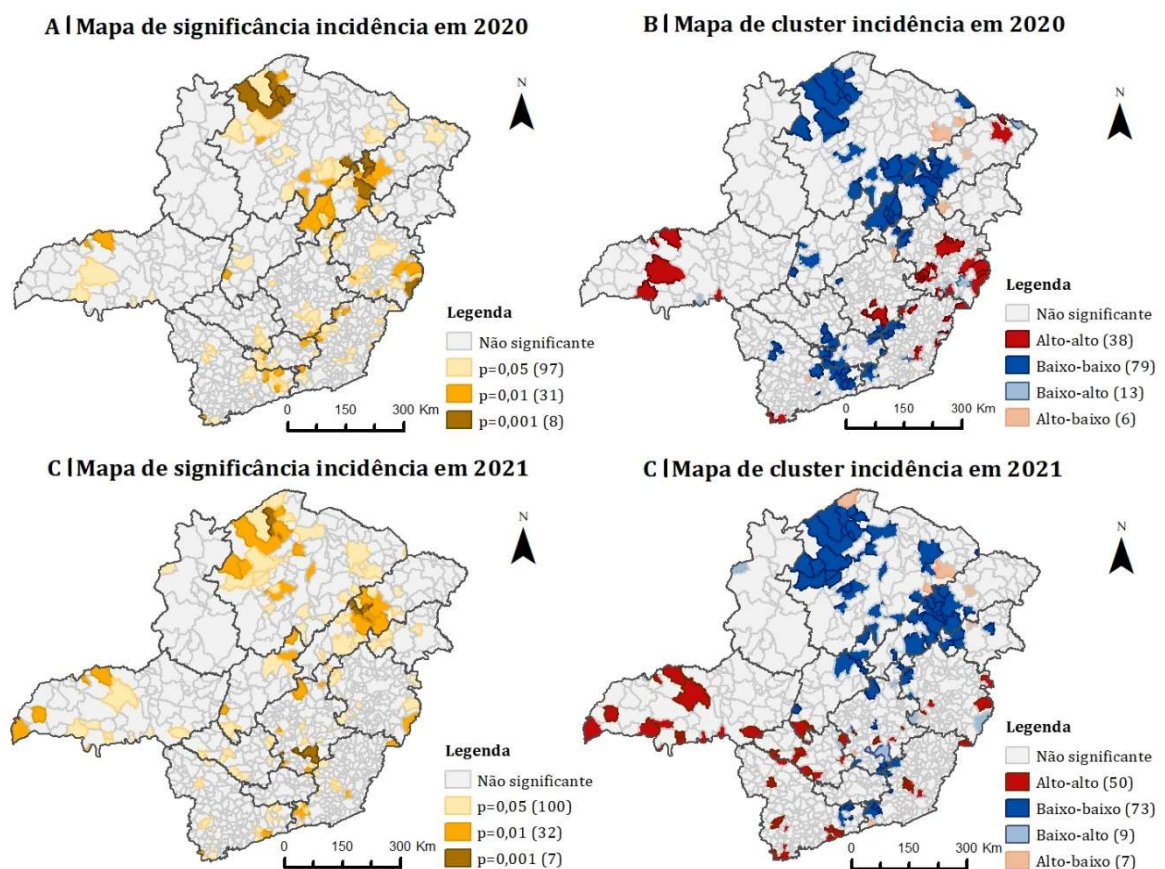 A | Mapa de significância incidência em 2020
N
Legenda
Não significante
p=0,05 (97)
p=0,01 (31)
p=0,001 (8)
0 150 300 Km
B | Mapa de cluster incidência em 2020
N
Legenda
Não significante
Alto-alto (38)
Baixo-baixo (79)
Baixo-alto (13)
Alto-baixo (6)
0 150 300 Km
C | Mapa de significância incidência em 2021
N
Legenda
Não significante
p=0,05 (100)
p=0,01 (32)
p=0,001 (7)
0 150 300 Km
C | Mapa de cluster incidência em 2021
N
Legenda
Não significante
Alto-alto (50)
Baixo-baixo (73)
Baixo-alto (9)
Alto-baixo (7)
0 150 300 Km